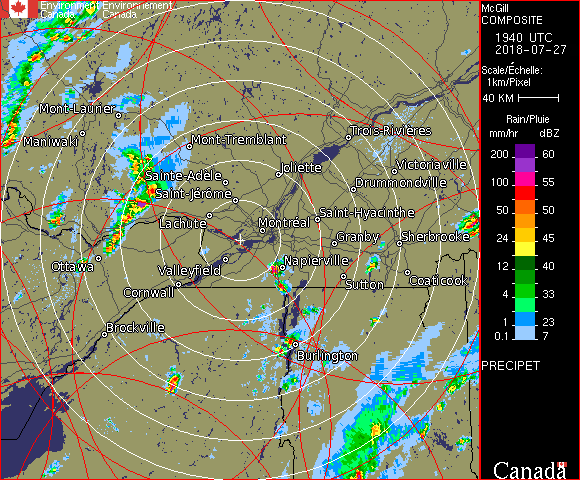 Environment Environnement
Canada Canada
Mont-Laurier
Maniwaki
Mont-Tremblant
Trois-Rivières
Sainte-Adèle
Joliette
Victoriaville
Saint-Jérôme
Drummondville
Lachute
Montréal
Saint-Hyacinthe
Granby
Sherbrooke
Ottawa
Valleyfield
Napierville
Cornwall
Sutton
Coaticook
Brockville
Burlington
McGill
COMPOSITE
1940 UTC
2018-07-27
Scale/Échelle:
1km/Pixel
40 KM
Rain/Pluie
mm/hr dBZ
200 60
100 55
50 50
24 45
12 40
4 33
1 23
0.1 7
PRECIPET
Canada